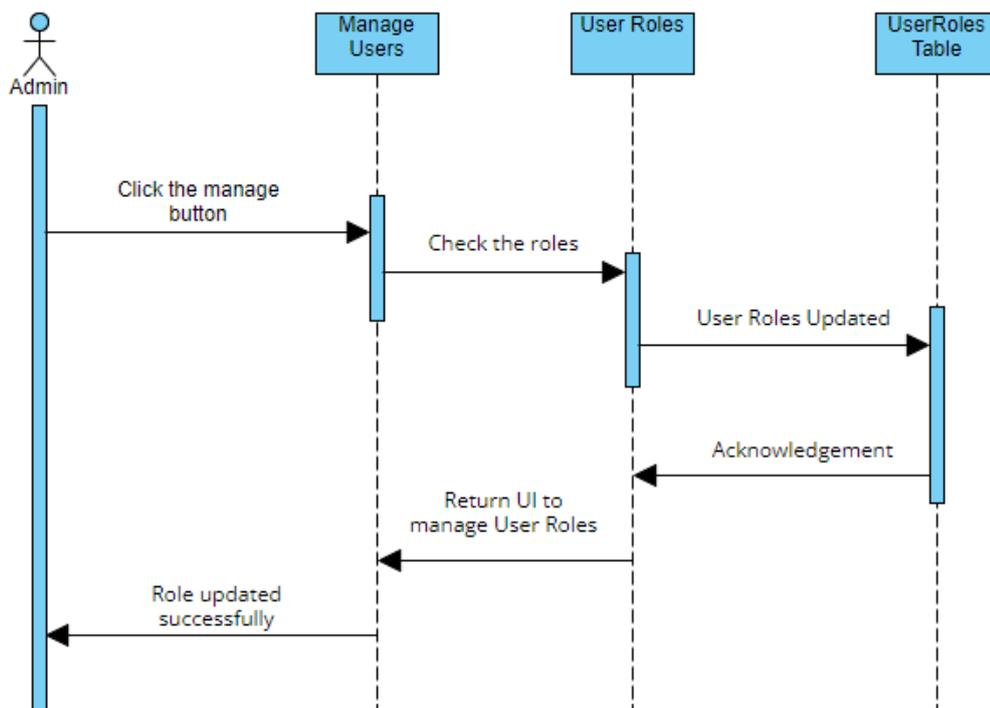 Manage
Users
User Roles
UserRoles
Table
Admin
Click the manage
button
Check the roles
User Roles Updated
Acknowledgement
Return UI to
manage User Roles
Role updated
successfully